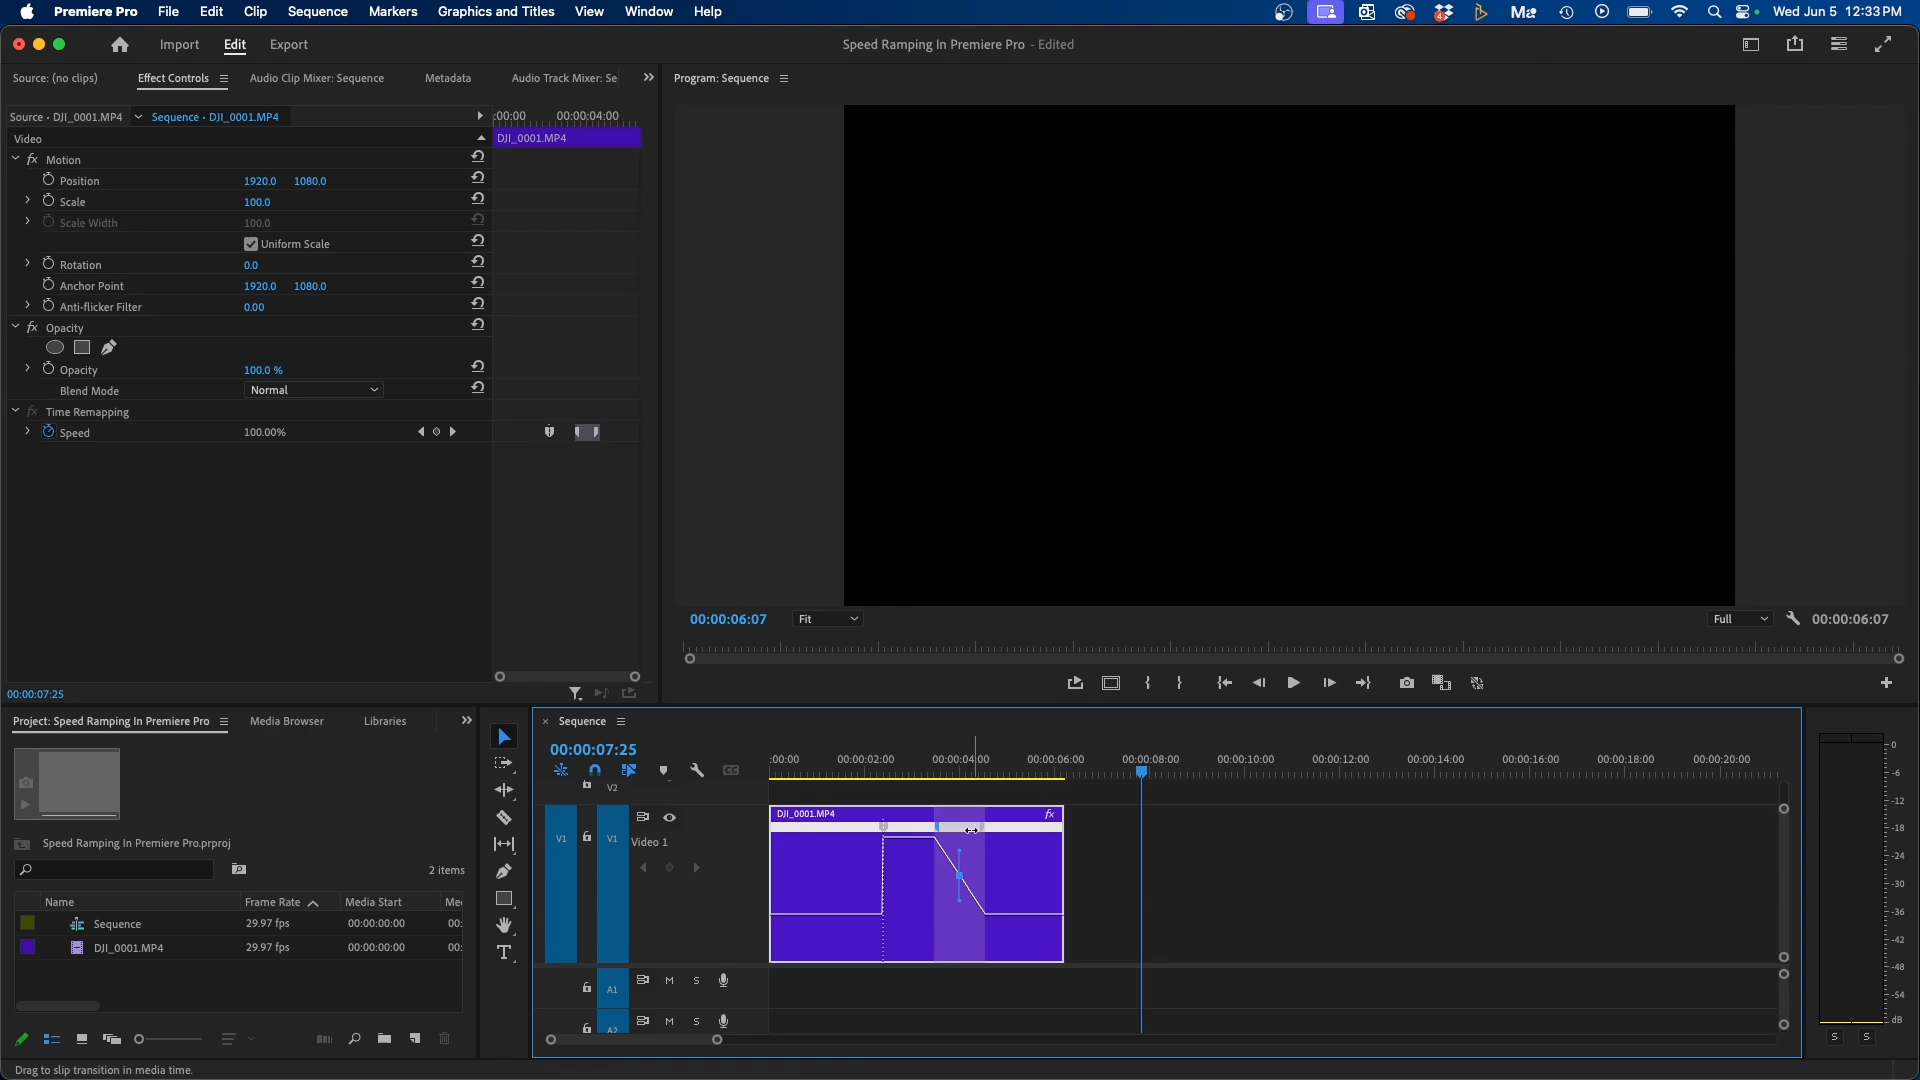 Premiere Pro File Edit Clip Sequence Markers Graphics and Titles View Window Help Wed Jun 5 12:33 PM
Import Edit Export Speed Ramping In Premiere Pro - Edited
Source: (no clips) Effect Controls Audio Clip Mixer: Sequence Metadata Audio Track Mixer: Se
Program: Sequence
Source • DJI_0001.MP4 Sequence • DJI_0001.MP4 :00:00 00:00:04:00
Video DJI_0001.MP4
fx Motion
Position 1920.0 1080.0
Scale 100.0
Scale Width 100.0
Uniform Scale
Rotation 0.0
Anchor Point 1920.0 1080.0
Anti-flicker Filter 0.00
fx Opacity
Opacity 100.0 %
Blend Mode Normal
fx Time Remapping
Speed 100.00%
00:00:07:25
00:00:06:07 Fit Full 00:00:06:07
Project: Speed Ramping In Premiere Pro Media Browser Libraries
Speed Ramping In Premiere Pro.prproj
2 items
Name Frame Rate Media Start Me
Sequence 29.97 fps 00:00:00:00 00:
DJI_0001.MP4 29.97 fps 00:00:00:00 00:
Sequence
00:00:07:25
:00:00 00:00:02:00 00:00:04:00 00:00:06:00 00:00:08:00 00:00:10:00 00:00:12:00 00:00:14:00 00:00:16:00 00:00:18:00 00:00:20:00
V2
DJI_0001.MP4 fx
V1 V1 Video 1
A1 M S
A2 M S
0
-6
-12
-18
-24
-30
-36
-42
-48
-54
dB
S S
Drag to slip transition in media time.